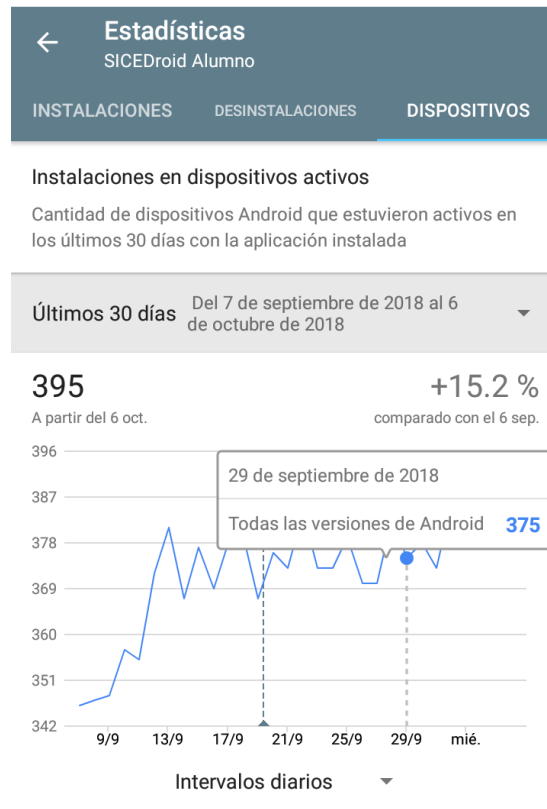 Estadísticas
SICEDroid Alumno
INSTALACIONES DESINSTALACIONES DISPOSITIVOS
Instalaciones en dispositivos activos
Cantidad de dispositivos Android que estuvieron activos en
los últimos 30 días con la aplicación instalada
Últimos 30 días
Del 7 de septiembre de 2018 al 6
de octubre de 2018
395
+15.2 %
A partir del 6 oct.
comparado con el 6 sep.
396
29 de septiembre de 2018
387
Todas las versiones de Android 375
378
369
360
351
342
9/9 13/9 17/9 21/9 25/9 29/9 mié.
Intervalos diarios